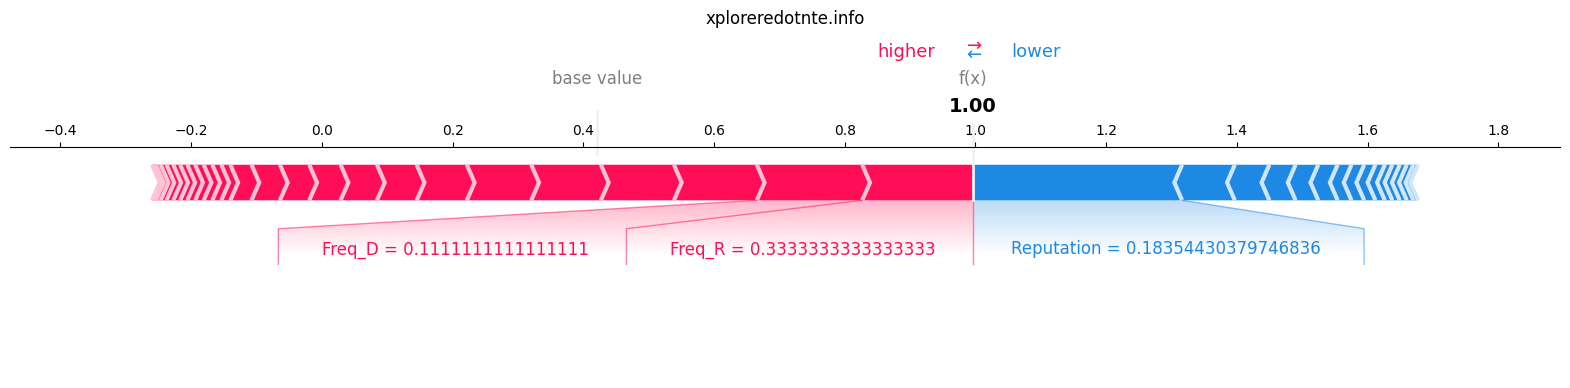 xploreredotnte.info
higher ⇄ lower
base value f(x)
1.00
−0.4 −0.2 0.0 0.2 0.4 0.6 0.8 1.0 1.2 1.4 1.6 1.8
Freq_D = 0.1111111111111111 Freq_R = 0.3333333333333333 Reputation = 0.18354430379746836